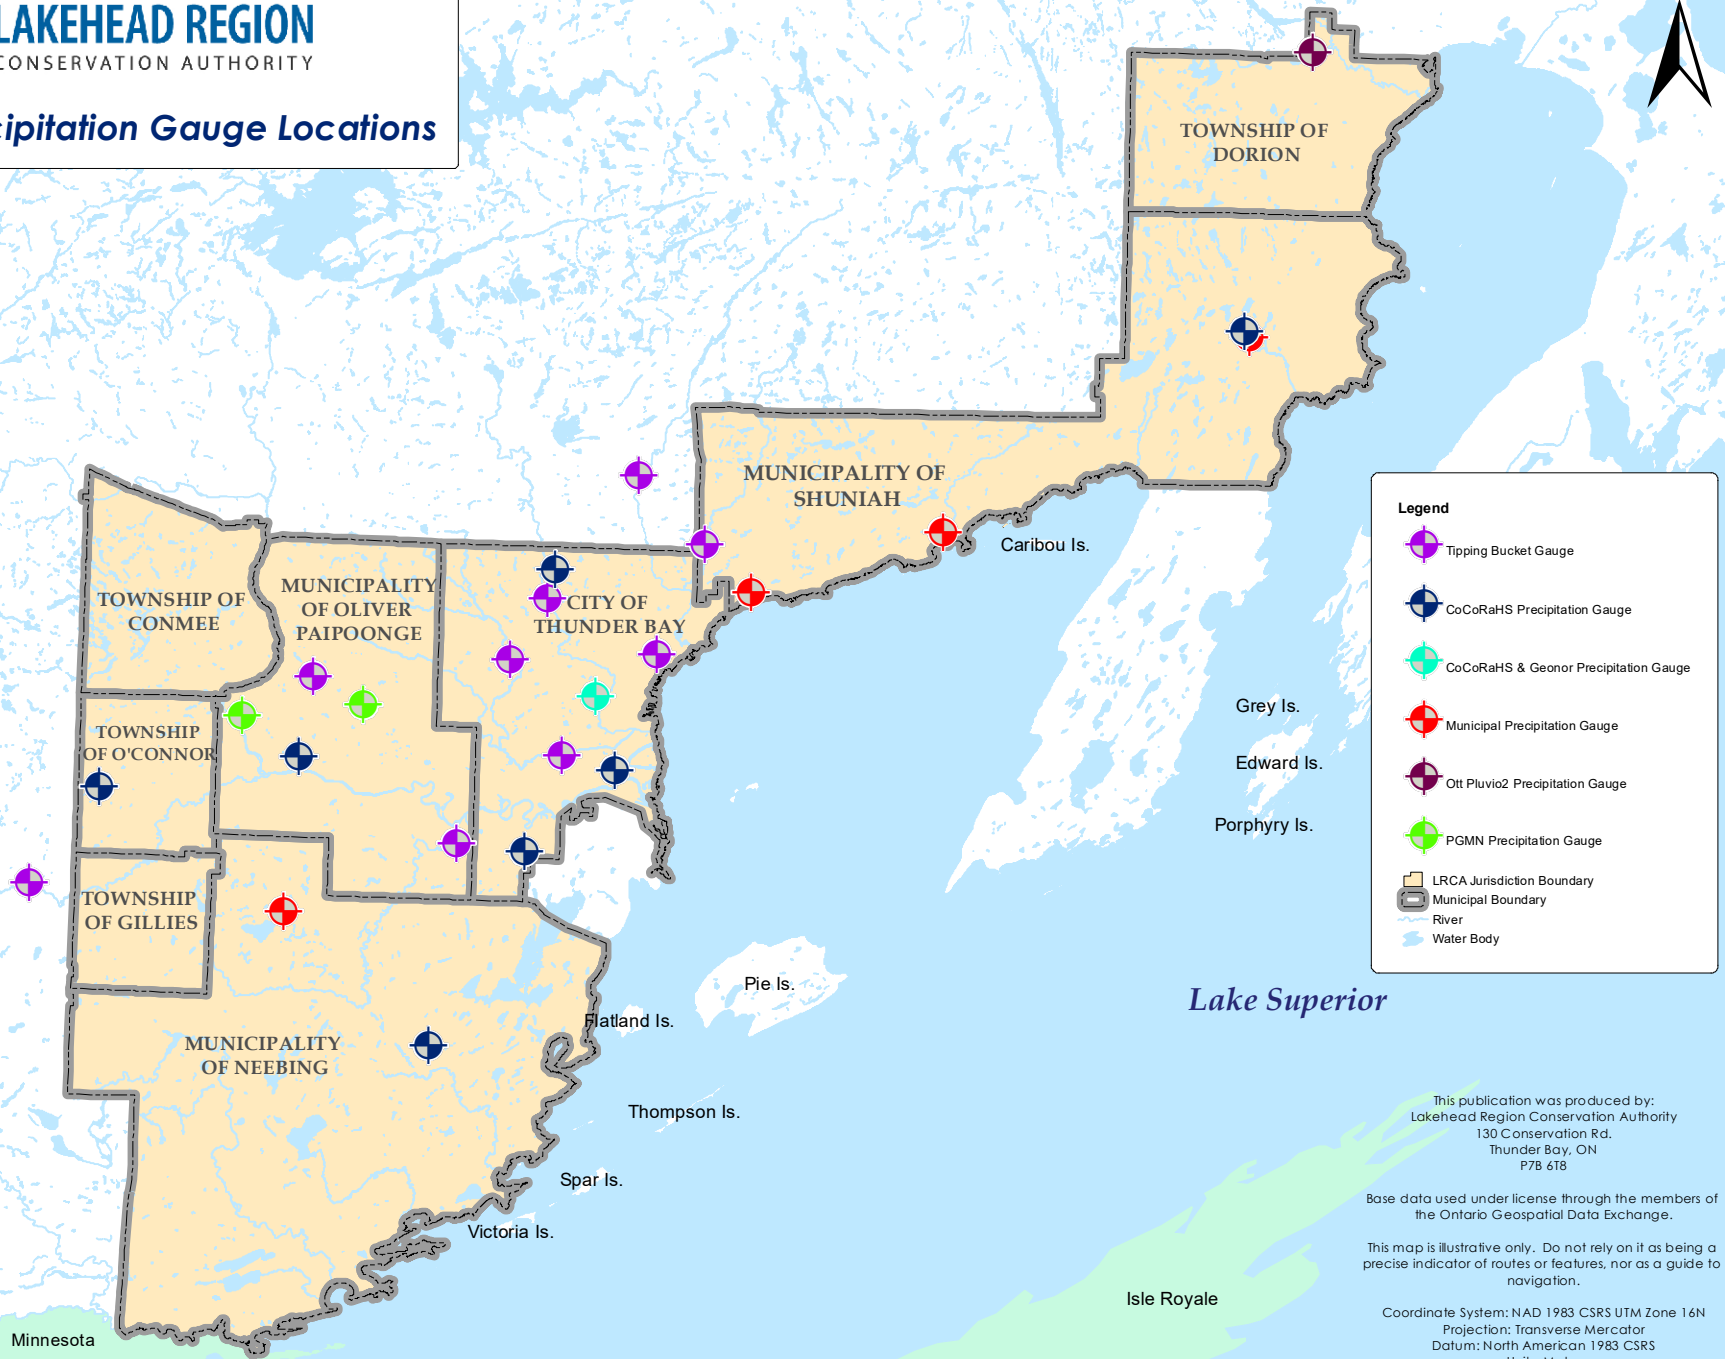 LAKEHEAD REGION
CONSERVATION AUTHORITY
cipitation Gauge Locations
TOWNSHIP OF
DORION
MUNICIPALITY OF
SHUNIAH
Caribou Is.
TOWNSHIP OF
CONMEE
MUNICIPALITY
OF OLIVER
PAIPOONGE
CITY OF
THUNDER BAY
TOWNSHIP
OF O'CONNOR
TOWNSHIP
OF GILLIES
MUNICIPALITY
OF NEEBING
Grey Is.
Edward Is.
Porphyry Is.
Pie Is.
Flatland Is.
Thompson Is.
Spar Is.
Victoria Is.
Lake Superior
Isle Royale
Minnesota
Legend
Tipping Bucket Gauge
CoCoRaHS Precipitation Gauge
CoCoRaHS & Geonor Precipitation Gauge
Municipal Precipitation Gauge
Ott Pluvio2 Precipitation Gauge
PGMN Precipitation Gauge
LRCA Jurisdiction Boundary
Municipal Boundary
River
Water Body
This publication was produced by:
Lakehead Region Conservation Authority
130 Conservation Rd.
Thunder Bay, ON
P7B 6T8
Base data used under license through the members of
the Ontario Geospatial Data Exchange.
This map is illustrative only. Do not rely on it as being a
precise indicator of routes or features, nor as a guide to
navigation.
Coordinate System: NAD 1983 CSRS UTM Zone 16N
Projection: Transverse Mercator
Datum: North American 1983 CSRS